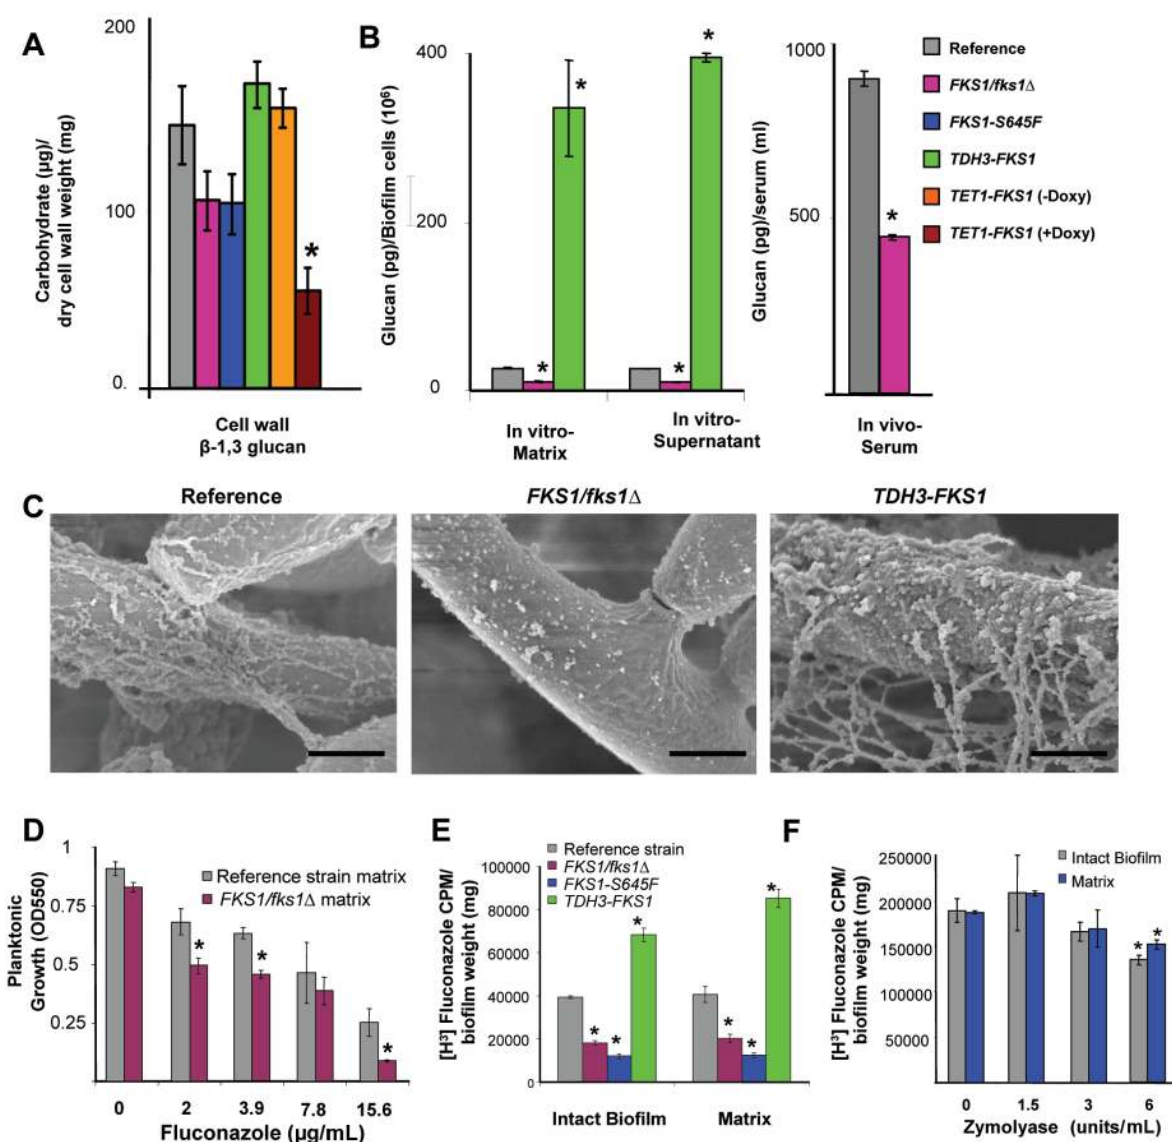 A
200
100
0.
Carbohydrate (µg)/
dry cell wall weight (mg)
Cell wall
β-1,3 glucan
B
400
200
0
Glucan (pg)/Biofilm cells (10⁶)
*
*
*
*
In vitro-
Matrix
In vitro-
Supernatant
1000
500
Glucan (pg)/serum (ml)
*
In vivo-
Serum
Reference
FKS1/fks1Δ
FKS1-S645F
TDH3-FKS1
TET1-FKS1 (-Doxy)
TET1-FKS1 (+Doxy)
*
C
Reference
FKS1/fks1Δ
TDH3-FKS1
D
1
0.75
0.5
0.25
Planktonic
Growth (OD550)
Reference strain matrix
FKS1/fks1Δ matrix
*
*
*
0 2 3.9 7.8 15.6
Fluconazole (µg/mL)
E
Reference strain
FKS1/fks1Δ
FKS1-S645F
TDH3-FKS1
100000
80000
60000
40000
20000
0
[H³] Fluconazole CPM/
biofilm weight (mg)
*
*
*
*
*
*
Intact Biofilm Matrix
F
250000
200000
150000
100000
50000
[H³] Fluconazole CPM/
biofilm weight (mg)
Intact Biofilm
Matrix
* *
0 1.5 3 6
Zymolyase (units/mL)